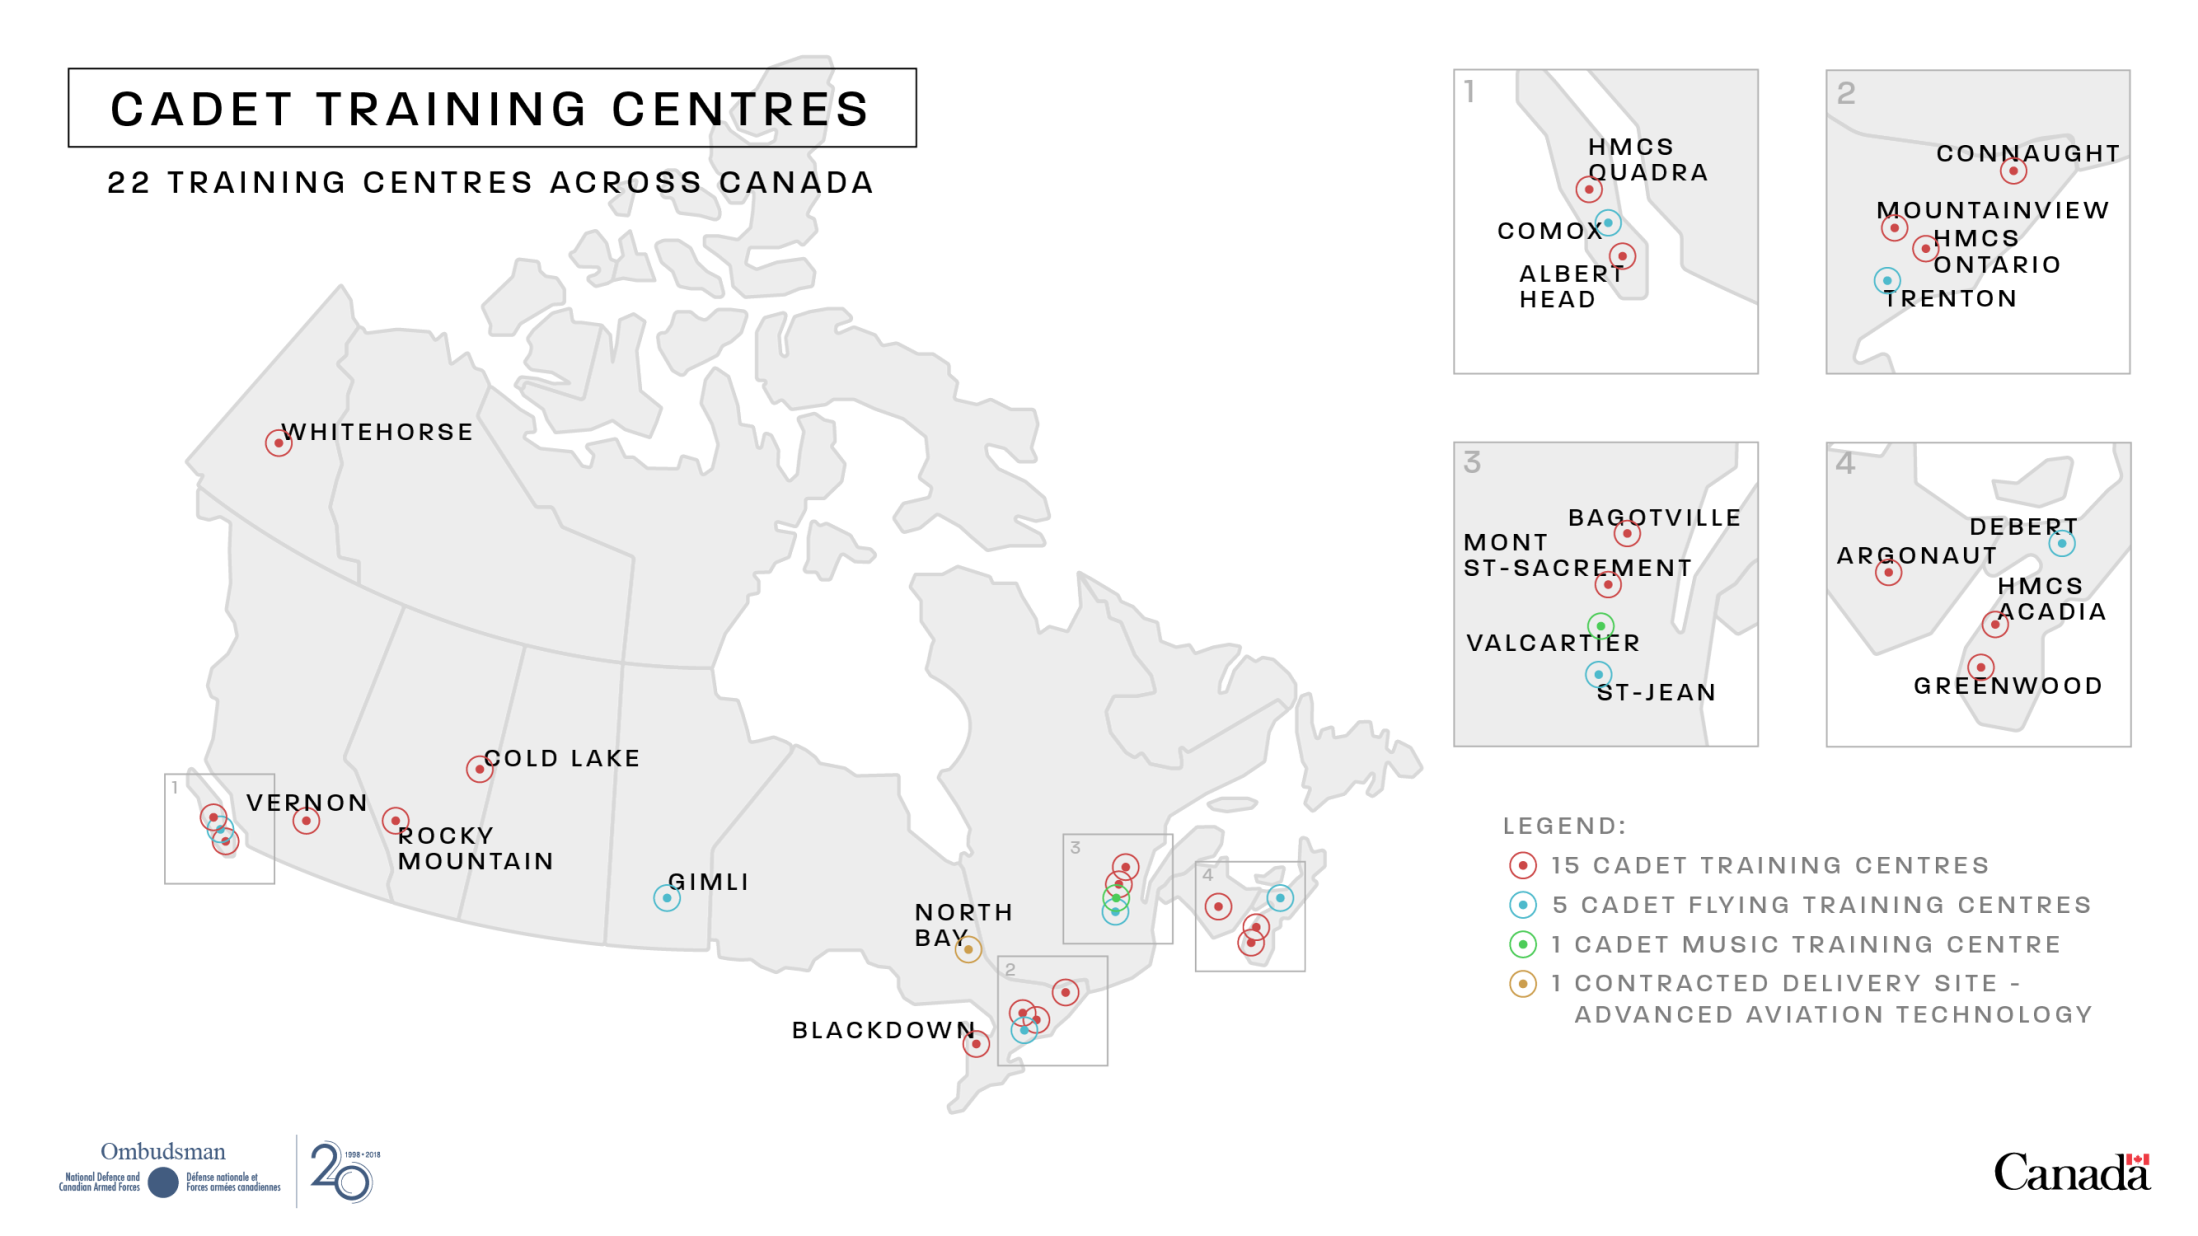 CADET TRAINING CENTRES
22 TRAINING CENTRES ACROSS CANADA
WHITEHORSE
COLD LAKE
VERNON
ROCKY
MOUNTAIN
GIMLI
NORTH
BAY
BLACKDOWN
1
2
3
4
1
HMCS
QUADRA
COMOX
ALBERT
HEAD
2
CONNAUGHT
MOUNTAINVIEW
HMCS
ONTARIO
TRENTON
3
BAGOTVILLE
MONT
ST-SACREMENT
VALCARTIER
ST-JEAN
4
DEBERT
ARGONAUT
HMCS
ACADIA
GREENWOOD
LEGEND:
15 CADET TRAINING CENTRES
5 CADET FLYING TRAINING CENTRES
1 CADET MUSIC TRAINING CENTRE
1 CONTRACTED DELIVERY SITE -
ADVANCED AVIATION TECHNOLOGY
Ombudsman
National Defence and
Canadian Armed Forces
Défense nationale et
Forces armées canadiennes
20
1998 • 2018
Canada